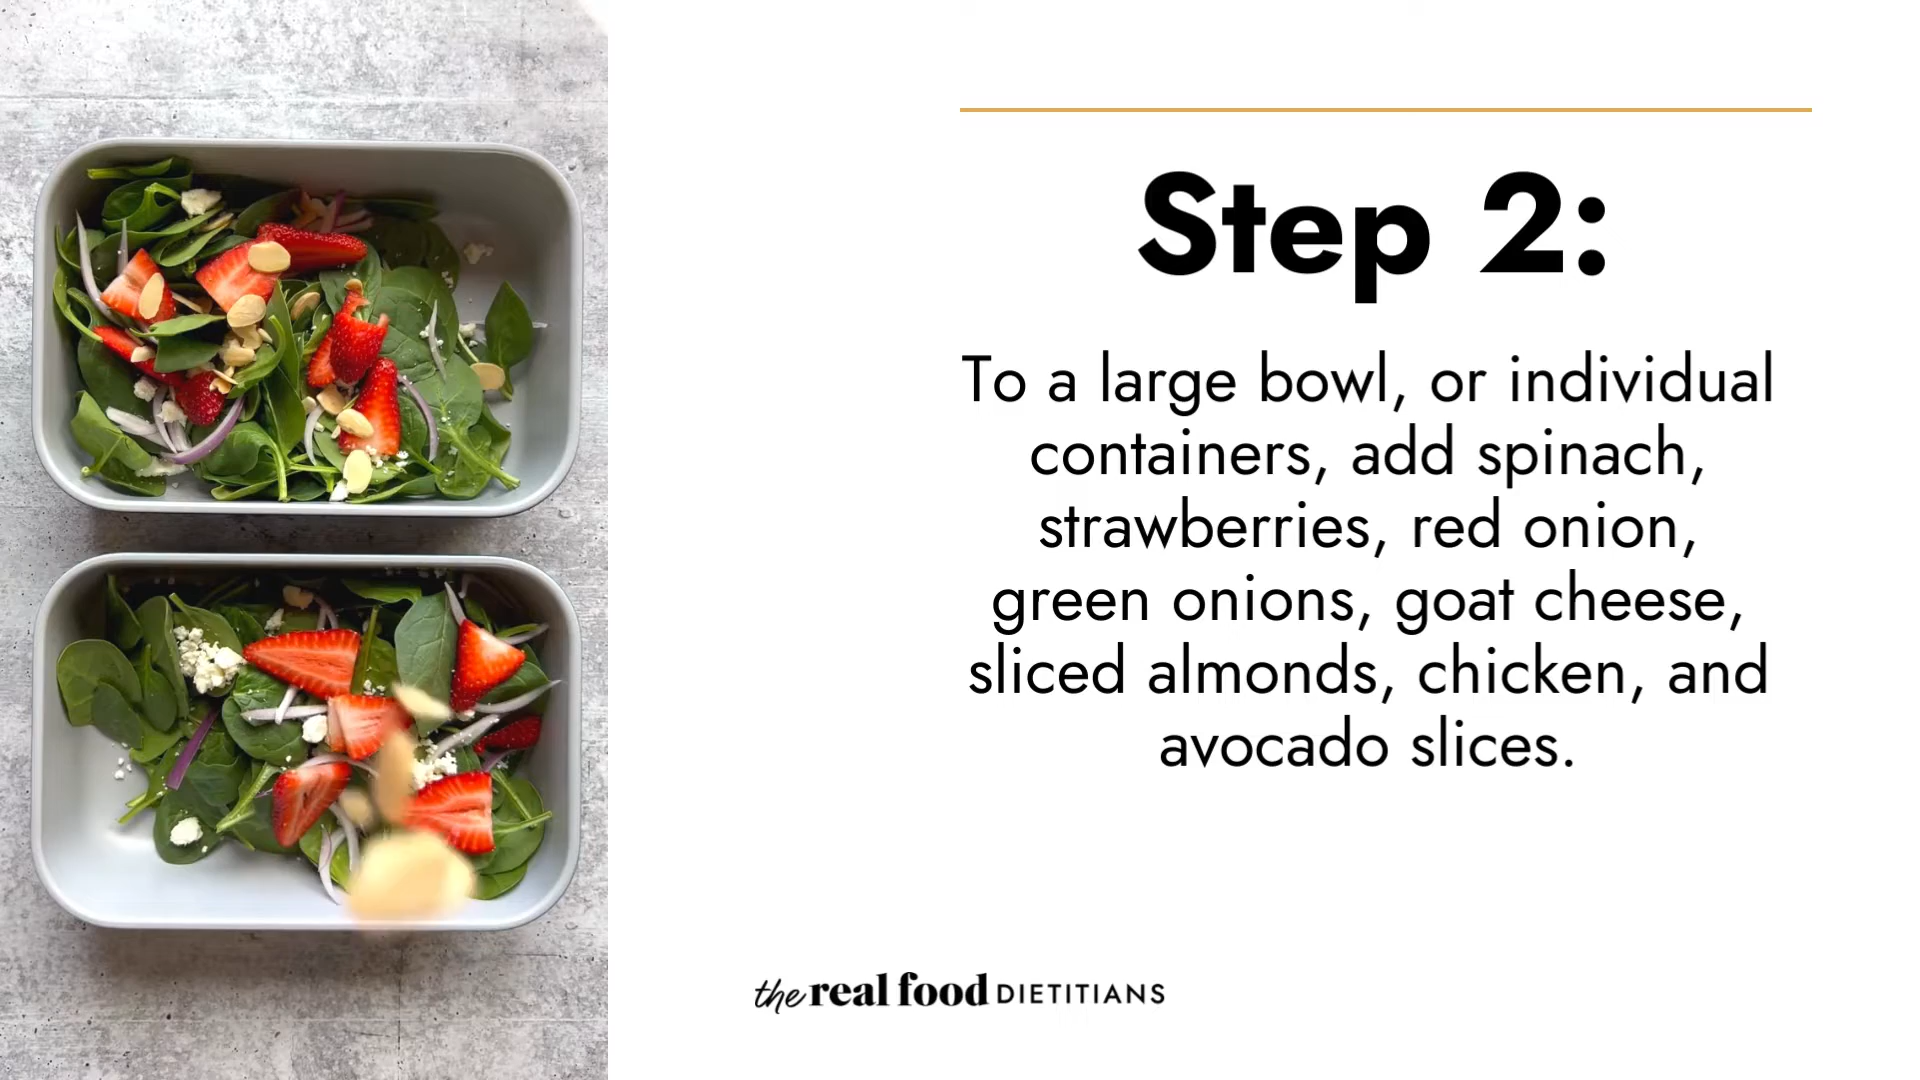 Step 2:
To a large bowl, or individual
containers, add spinach,
strawberries, red onion,
green onions, goat cheese,
sliced almonds, chicken, and
avocado slices.
the real food DIETITIANS